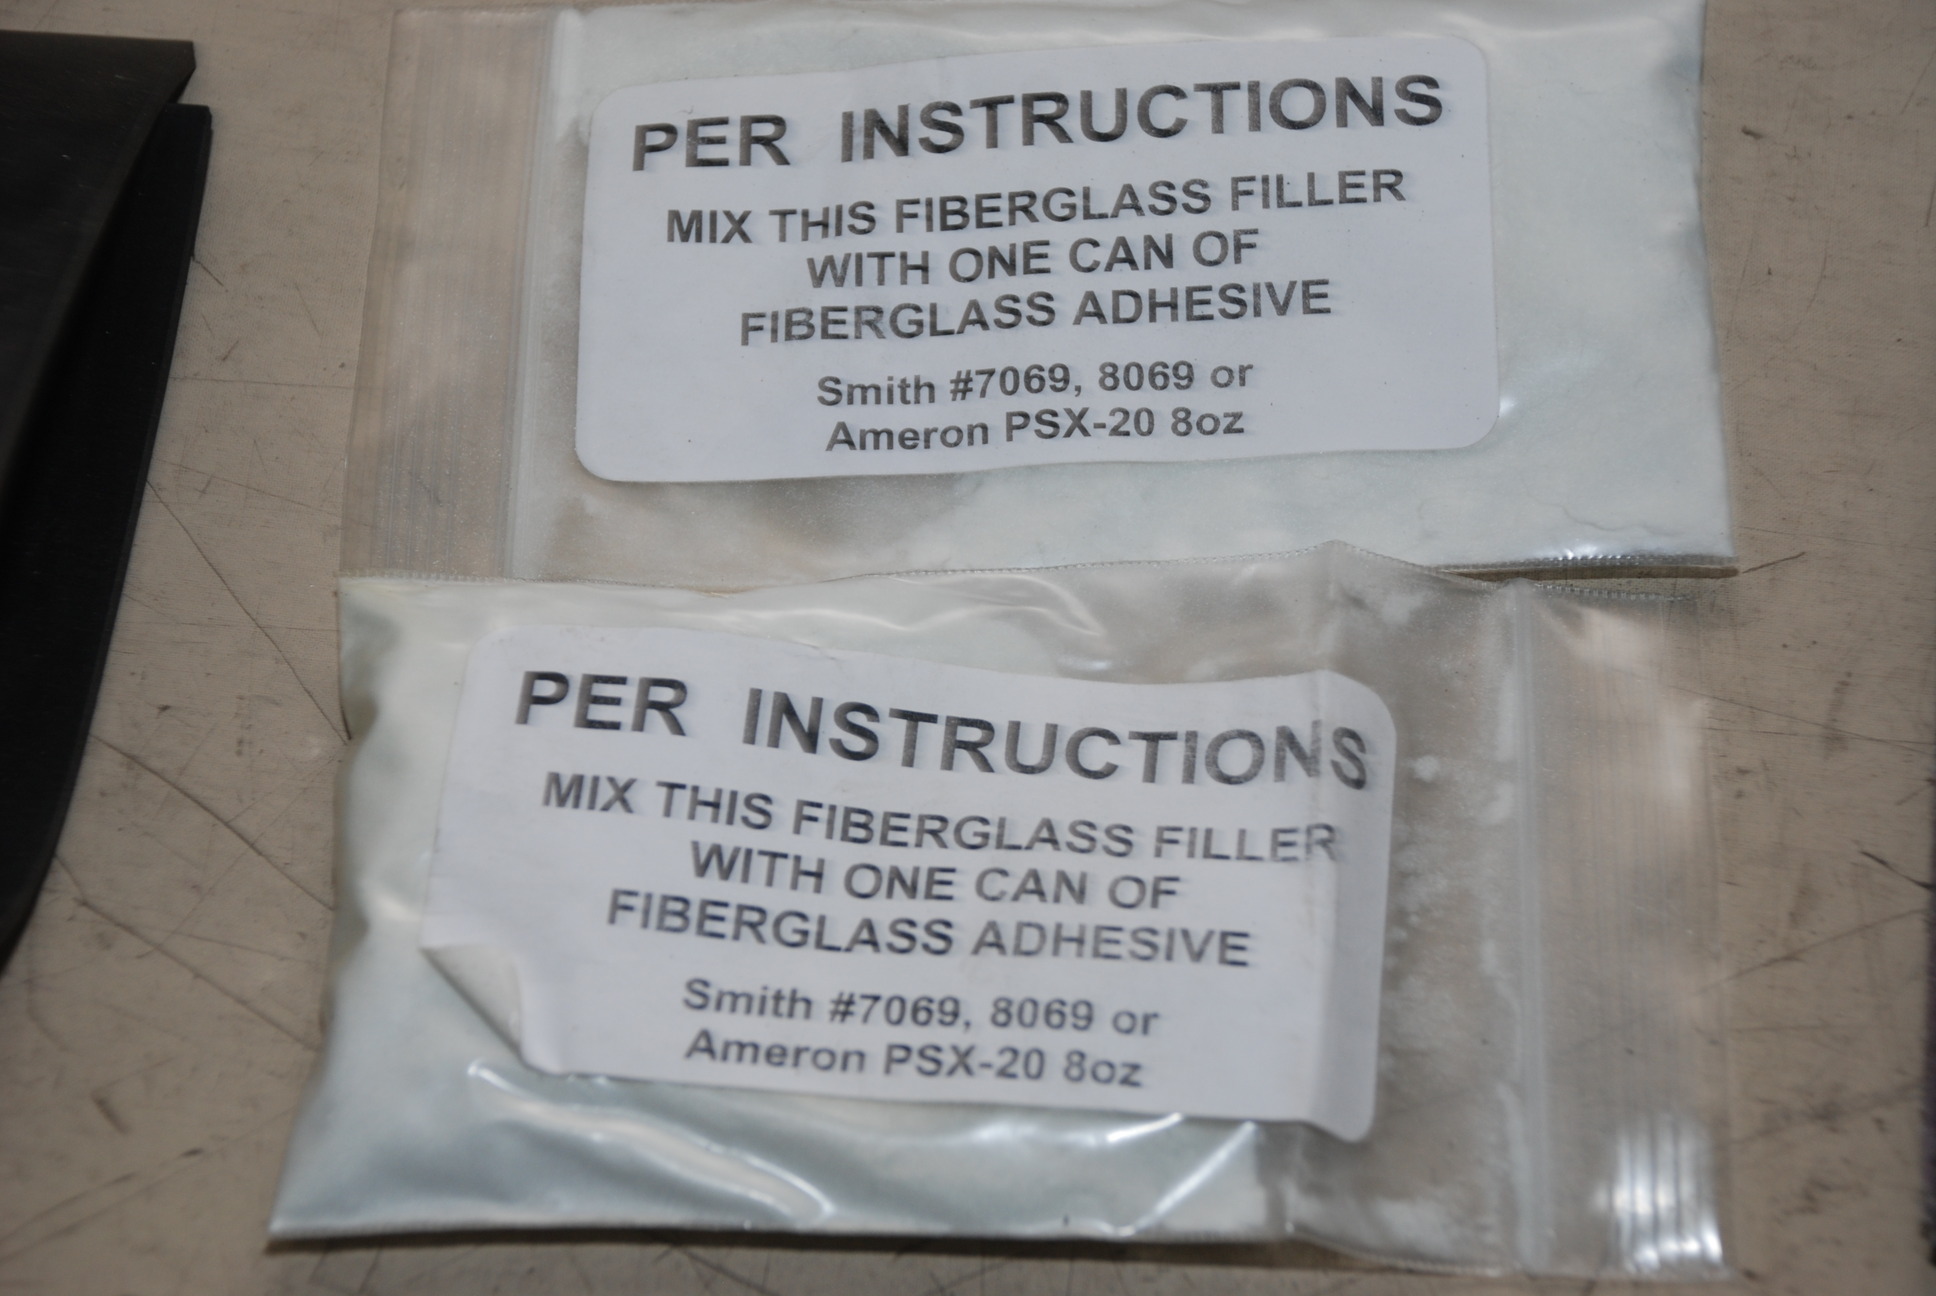 PER INSTRUCTIONS
MIX THIS FIBERGLASS FILLER
WITH ONE CAN OF
FIBERGLASS ADHESIVE
Smith #7069, 8069 or
Ameron PSX-20 8oz
PER INSTRUCTIONS
MIX THIS FIBERGLASS FILLER
WITH ONE CAN OF
FIBERGLASS ADHESIVE
Smith #7069, 8069 or
Ameron PSX-20 8oz